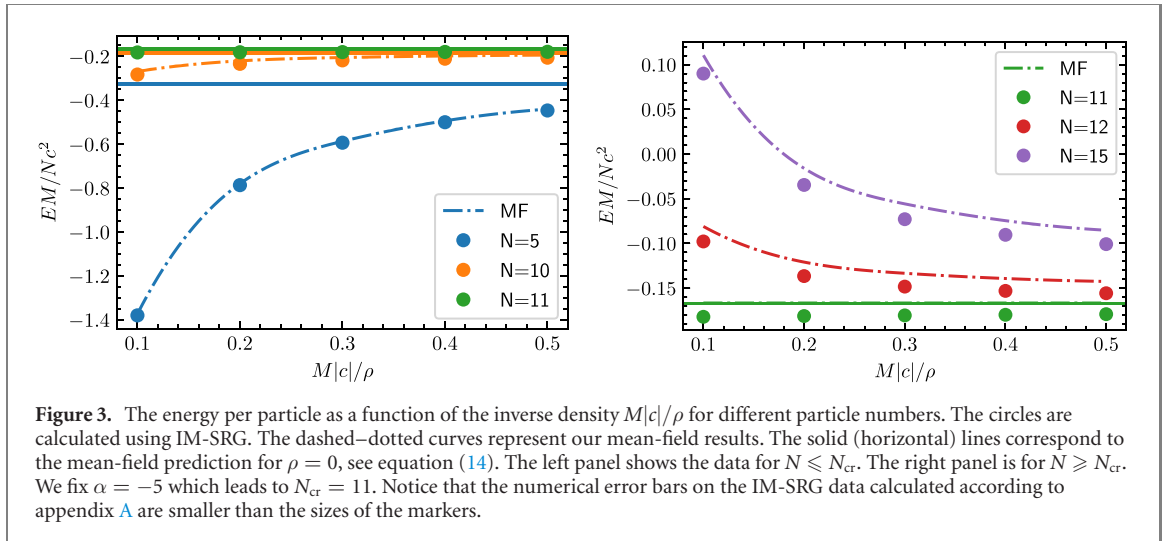 −0.2
−0.4
−0.6
−0.8
−1.0
−1.2
−1.4
EM/Nc²
0.1 0.2 0.3 0.4 0.5
M|c|/ρ
MF
N=5
N=10
N=11
0.10
0.05
0.00
−0.05
−0.10
−0.15
EM/Nc²
0.1 0.2 0.3 0.4 0.5
M|c|/ρ
MF
N=11
N=12
N=15
Figure 3. The energy per particle as a function of the inverse density M|c|/ρ for different particle numbers. The circles are
calculated using IM-SRG. The dashed–dotted curves represent our mean-field results. The solid (horizontal) lines correspond to
the mean-field prediction for ρ = 0, see equation (14). The left panel shows the data for N ⩽ Ncr. The right panel is for N ⩾ Ncr.
We fix α = −5 which leads to Ncr = 11. Notice that the numerical error bars on the IM-SRG data calculated according to
appendix A are smaller than the sizes of the markers.